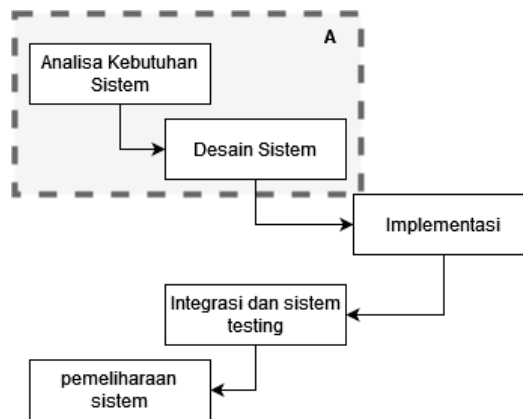 A
Analisa Kebutuhan
Sistem
Desain Sistem
Implementasi
Integrasi dan sistem
testing
pemeliharaan
sistem